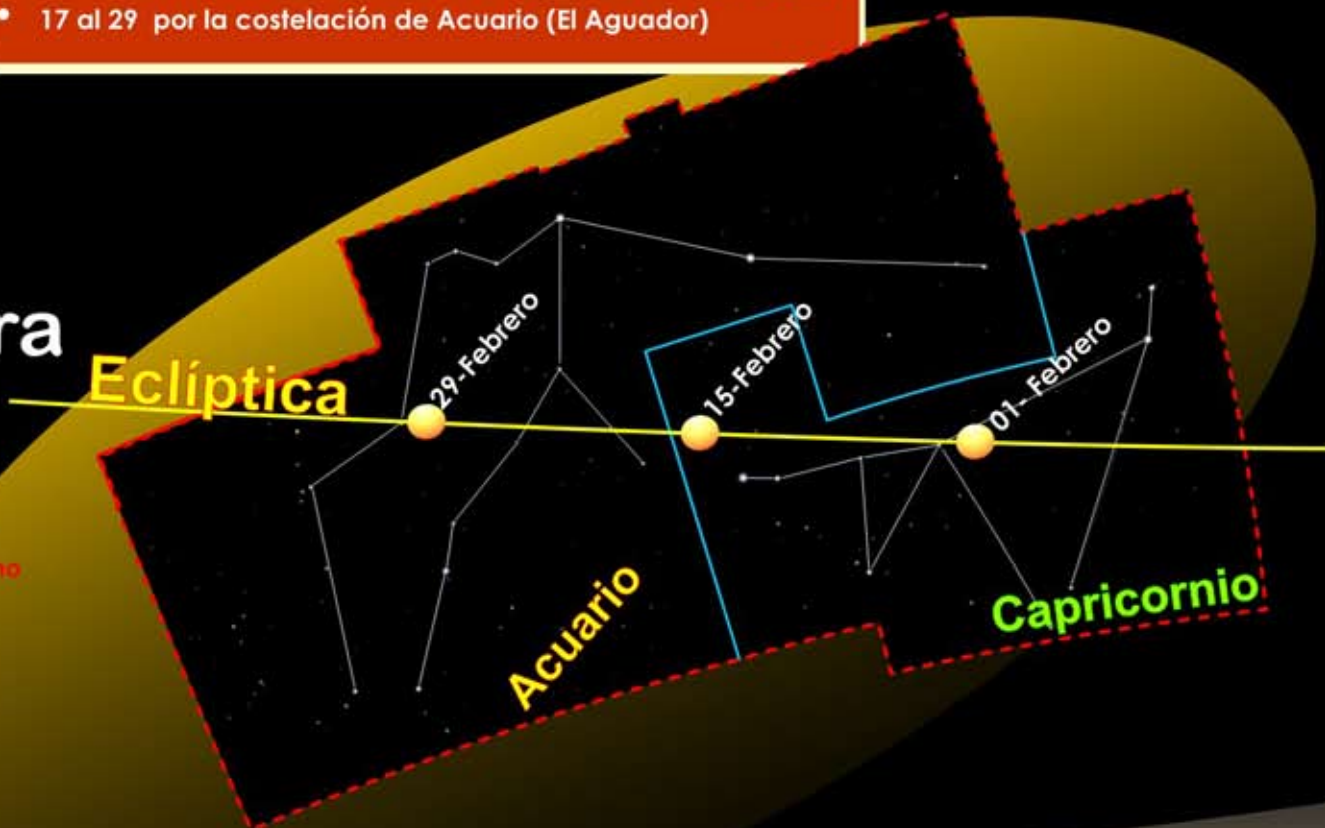 • 17 al 29 por la costelación de Acuario (El Aguador)
ra
Eclíptica
29-Febrero
15-Febrero
01- Febrero
no
Acuario
Capricornio